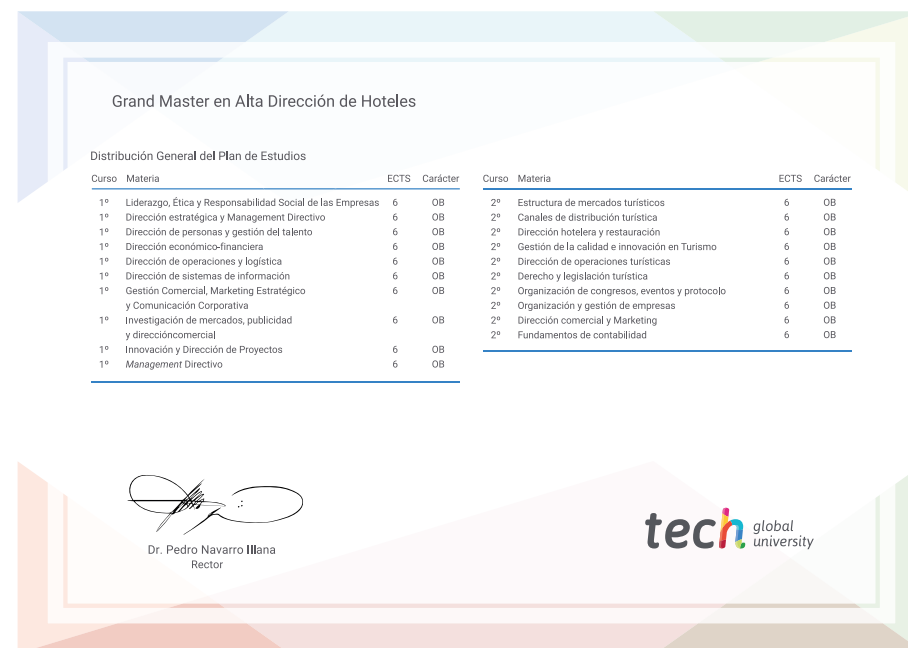 Grand Master en Alta Dirección de Hoteles
Distribución General del Plan de Estudios
Curso Materia ECTS Carácter
1º Liderazgo, Ética y Responsabilidad Social de las Empresas 6 OB
1º Dirección estratégica y Management Directivo 6 OB
1º Dirección de personas y gestión del talento 6 OB
1º Dirección económico-financiera 6 OB
1º Dirección de operaciones y logística 6 OB
1º Dirección de sistemas de información 6 OB
1º Gestión Comercial, Marketing Estratégico 6 OB
y Comunicación Corporativa
1º Investigación de mercados, publicidad 6 OB
y direccióncomercial
1º Innovación y Dirección de Proyectos 6 OB
1º Management Directivo 6 OB
Curso Materia ECTS Carácter
2º Estructura de mercados turísticos 6 OB
2º Canales de distribución turística 6 OB
2º Dirección hotelera y restauración 6 OB
2º Gestión de la calidad e innovación en Turismo 6 OB
2º Dirección de operaciones turísticas 6 OB
2º Derecho y legislación turística 6 OB
2º Organización de congresos, eventos y protocolo 6 OB
2º Organización y gestión de empresas 6 OB
2º Dirección comercial y Marketing 6 OB
2º Fundamentos de contabilidad 6 OB
Dr. Pedro Navarro Illana
Rector
tech global
university